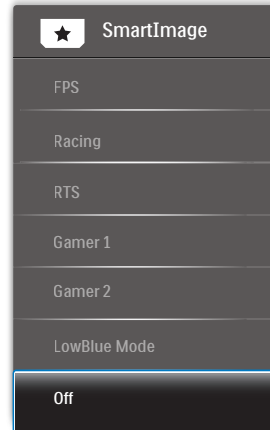 SmartImage
FPS
Racing
RTS
Gamer 1
Gamer 2
LowBlue Mode
Off